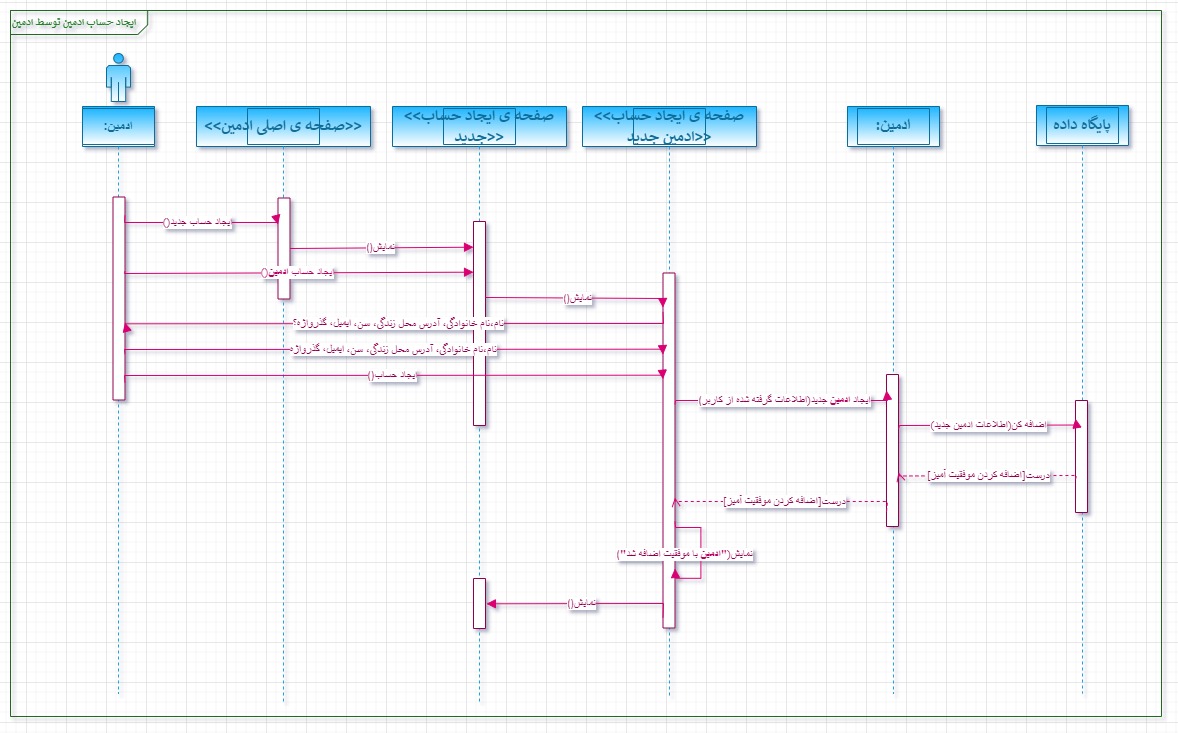 ایجاد حساب ادمین توسط ادمین
ادمین:
<<صفحه ی اصلی ادمین>>
<<صفحه ی ایجاد حساب
جدید>>
<<صفحه ی ایجاد حساب
ادمین جدید>>
ادمین:
پایگاه داده
ایجاد حساب جدید()
نمایش()
ایجاد حساب ادمین()
نمایش()
نام،نام خانوادگی، آدرس محل زندگی، سن، ایمیل، گذرواژه؟
نام،نام خانوادگی، آدرس محل زندگی، سن، ایمیل، گذرواژه
ایجاد حساب()
ایجاد ادمین جدید(اطلاعات گرفته شده از کاربر)
اضافه کن(اطلاعات ادمین جدید)
درست[اضافه کردن موفقیت آمیز]
درست[اضافه کردن موفقیت آمیز]
نمایش("ادمین با موفقیت اضافه شد")
نمایش()